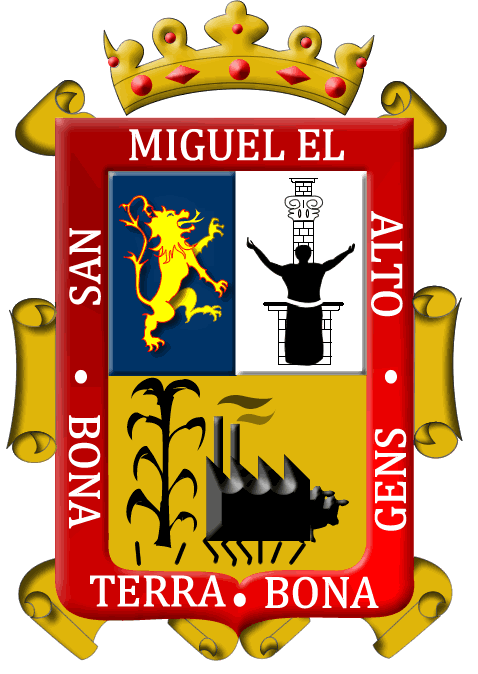 SAN
MIGUEL EL
ALTO
• GENS
BONA •
TERRA • BONA